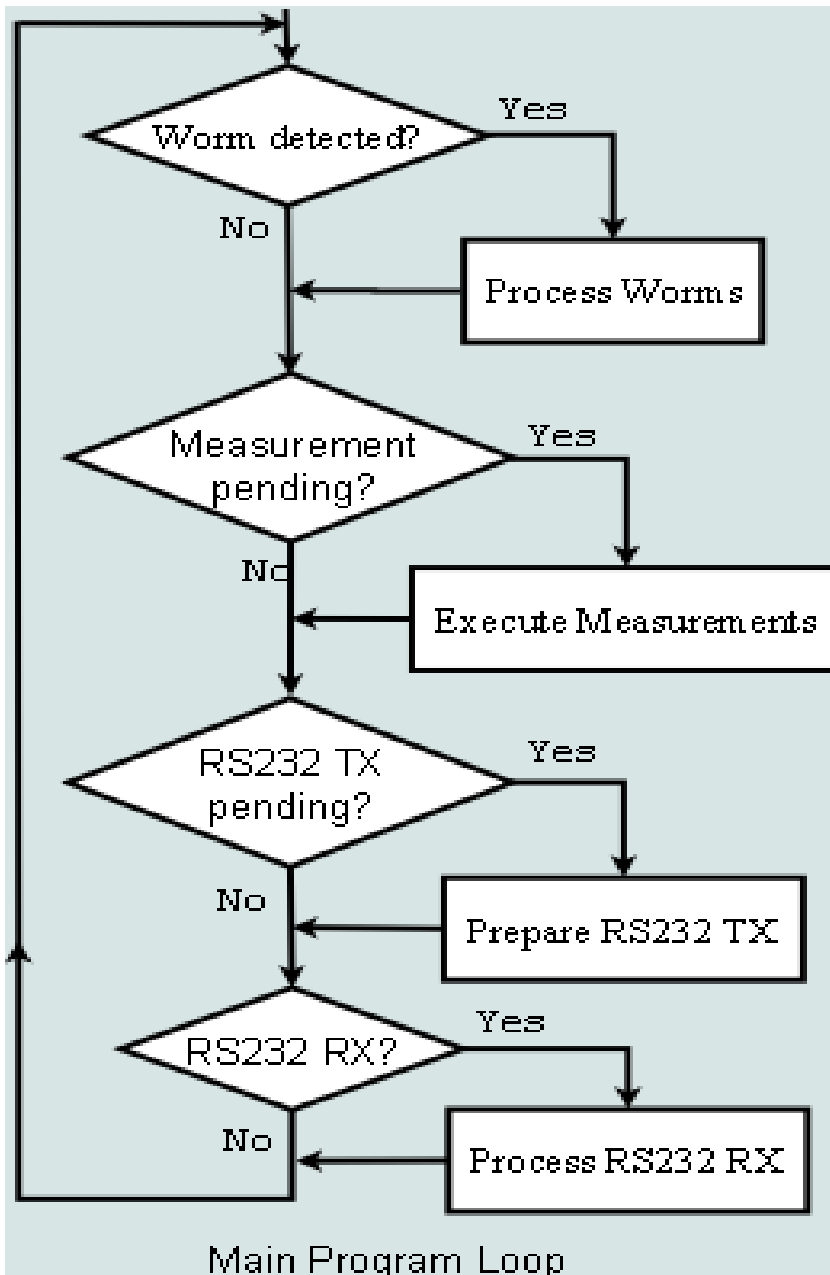 Yes
Worm detected?
No
Process Worms
Yes
Measurement
pending?
No
Execute Measurements
Yes
RS232 TX
pending?
No
Prepare RS232 TX
Yes
RS232 RX?
No
Process RS232 RX
Main Program Loop